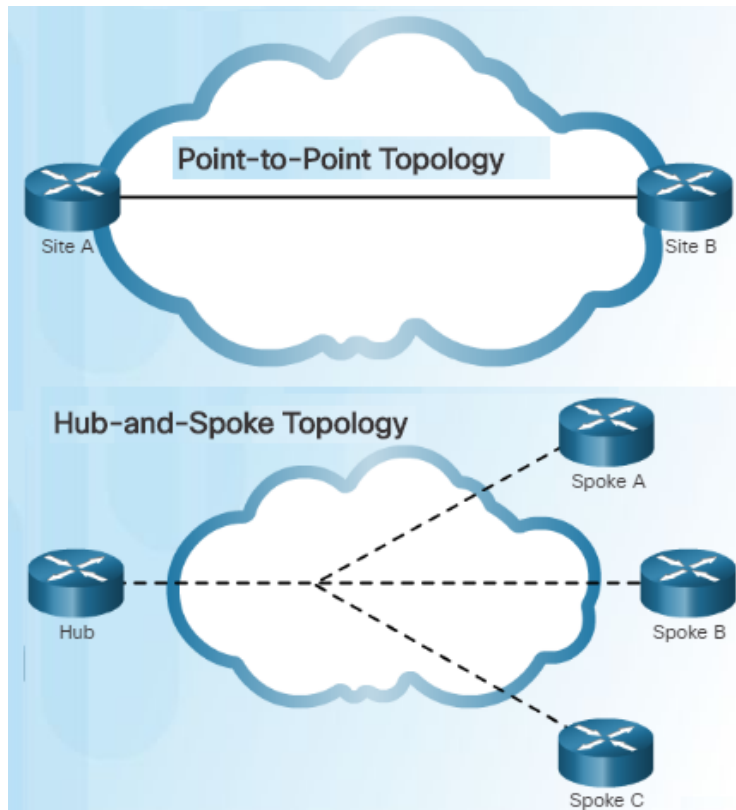 Point-to-Point Topology
Site A
Site B
Hub-and-Spoke Topology
Spoke A
Hub
Spoke B
Spoke C